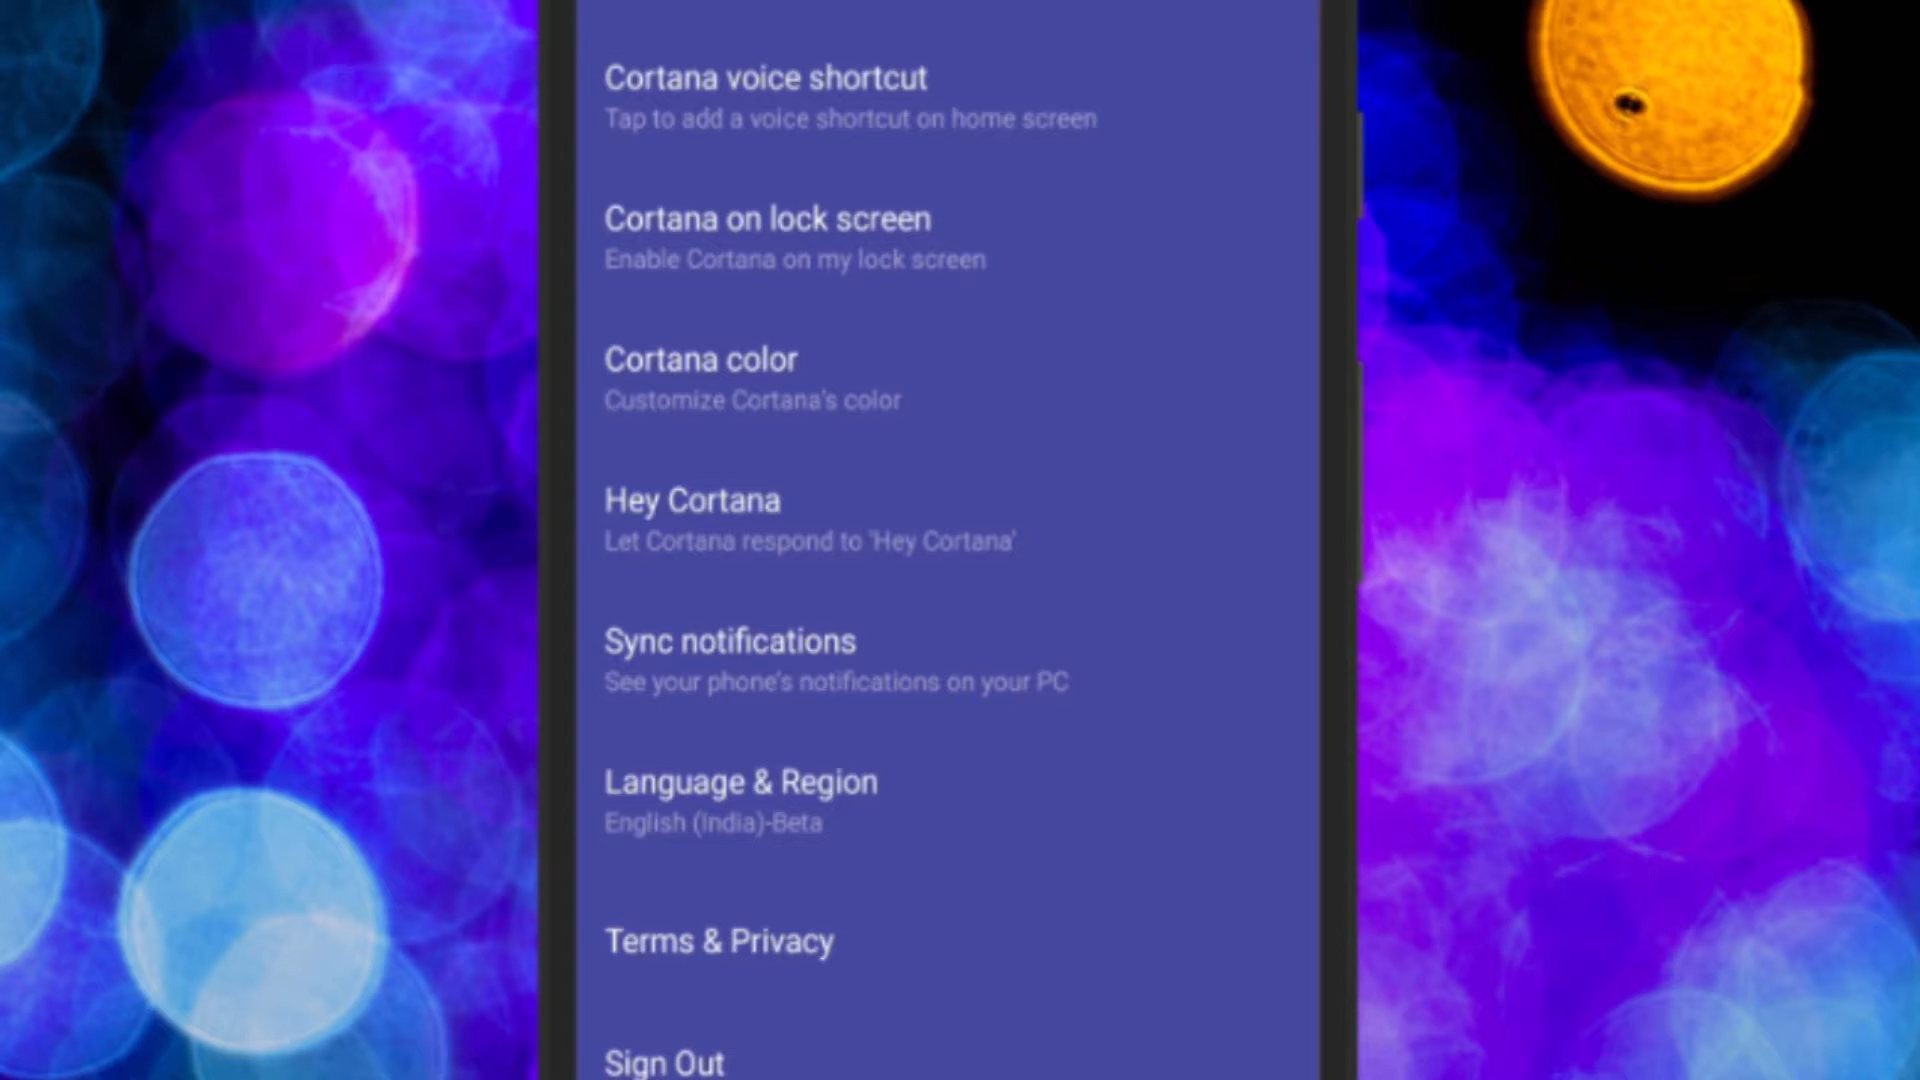 Cortana voice shortcut
Tap to add a voice shortcut on home screen
Cortana on lock screen
Enable Cortana on my lock screen
Cortana color
Customize Cortana's color
Hey Cortana
Let Cortana respond to 'Hey Cortana'
Sync notifications
See your phone's notifications on your PC
Language & Region
English (India)-Beta
Terms & Privacy
Sign Out